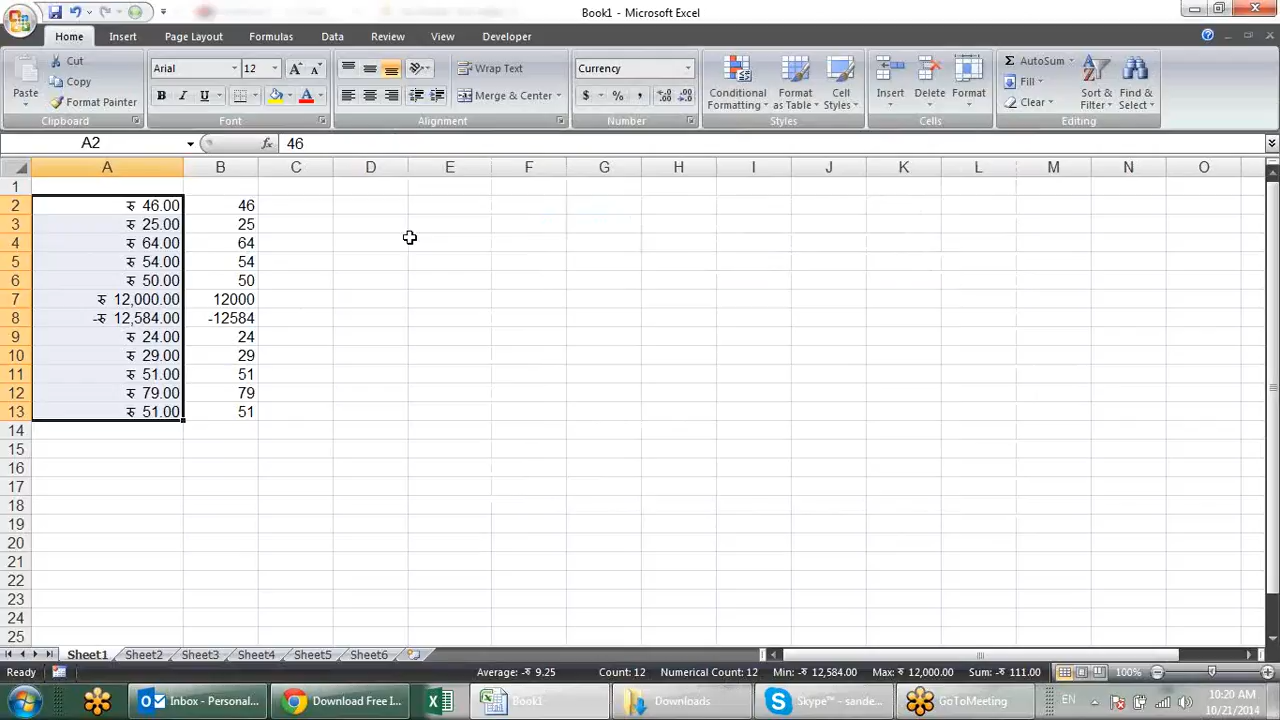 Book1 - Microsoft Excel
Home Insert Page Layout Formulas Data Review View Developer
Paste Cut Copy Format Painter Clipboard
Arial 12 A A B I U A Font
Wrap Text Merge & Center Alignment
Currency $ % , Number
Conditional Formatting Format as Table Cell Styles Styles
Insert Delete Format Cells
Σ AutoSum Fill Clear Sort & Filter Find & Select Editing
A2 fx 46
A B C D E F G H I J K L M N O
1
2 रु 46.00 46
3 रु 25.00 25
4 रु 64.00 64
5 रु 54.00 54
6 रु 50.00 50
7 रु 12,000.00 12000
8 -रु 12,584.00 -12584
9 रु 24.00 24
10 रु 29.00 29
11 रु 51.00 51
12 रु 79.00 79
13 रु 51.00 51
14
15
16
17
18
19
20
21
22
23
24
25
Sheet1 Sheet2 Sheet3 Sheet4 Sheet5 Sheet6
Ready Average: -रु 9.25 Count: 12 Numerical Count: 12 Min: -रु 12,584.00 Max: रु 12,000.00 Sum: -रु 111.00 100%
Inbox - Personal... Download Free I... Book1 Downloads Skype™ - sande... GoToMeeting EN 10:20 AM
10/21/2014